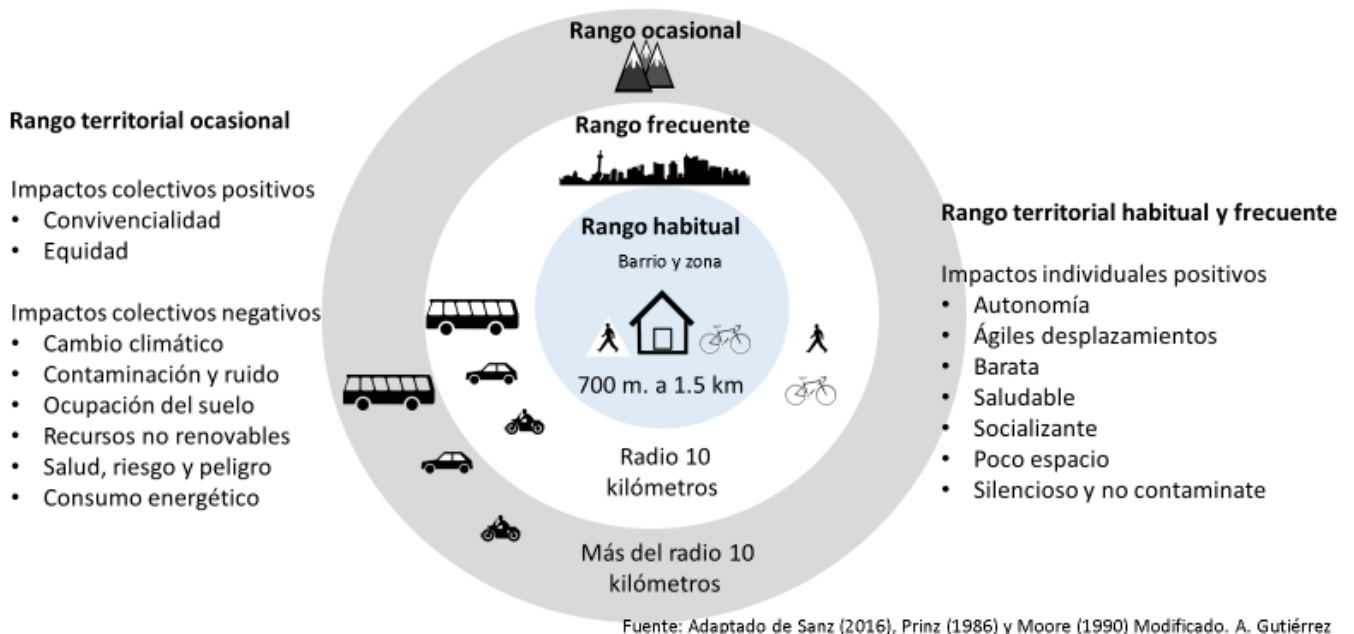 Rango territorial ocasional
Impactos colectivos positivos
• Convivencialidad
• Equidad
Impactos colectivos negativos
• Cambio climático
• Contaminación y ruido
• Ocupación del suelo
• Recursos no renovables
• Salud, riesgo y peligro
• Consumo energético
Rango ocasional
Rango frecuente
Rango habitual
Barrio y zona
700 m. a 1.5 km
Radio 10
kilómetros
Más del radio 10
kilómetros
Rango territorial habitual y frecuente
Impactos individuales positivos
• Autonomía
• Ágiles desplazamientos
• Barata
• Saludable
• Socializante
• Poco espacio
• Silencioso y no contaminate
Fuente: Adaptado de Sanz (2016), Prinz (1986) y Moore (1990) Modificado. A. Gutiérrez